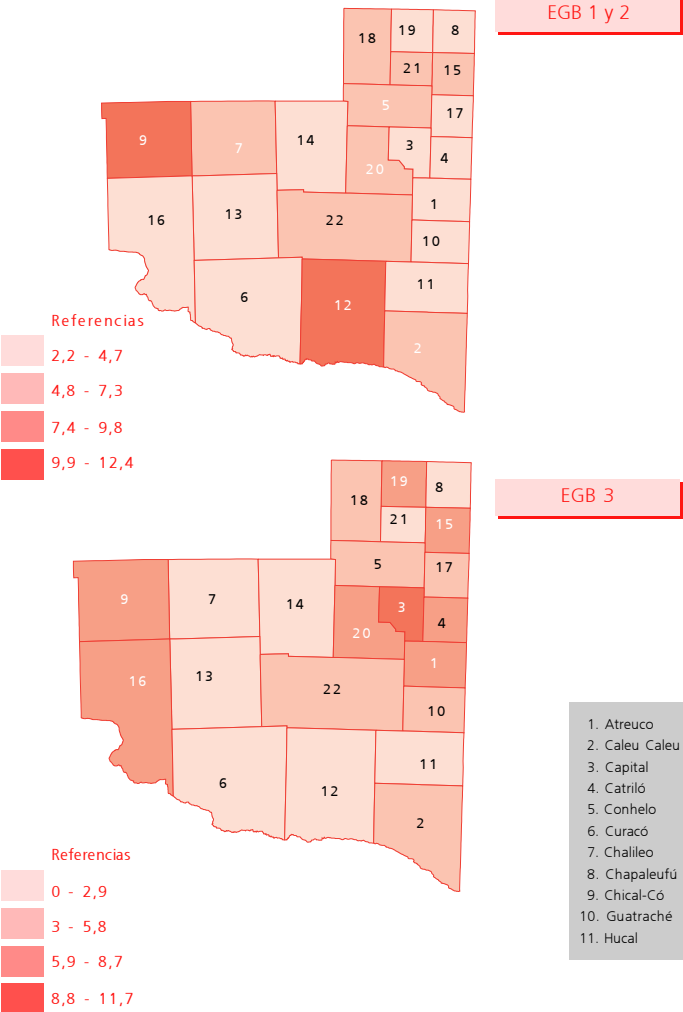 EGB 1 y 2
18 19 8
21 15
5
17
9 7 14 3 4
20
1
16 13 22
10
11
6 12
2
Referencias
2,2 - 4,7
4,8 - 7,3
7,4 - 9,8
9,9 - 12,4
EGB 3
18 19 8
21 15
5 17
9 7 14 3
4
20
1
16 13 22
10
11
6 12
2
1. Atreuco
2. Caleu Caleu
3. Capital
4. Catriló
5. Conhelo
6. Curacó
7. Chalileo
8. Chapaleufú
9. Chical-Có
10. Guatraché
11. Hucal
Referencias
0 - 2,9
3 - 5,8
5,9 - 8,7
8,8 - 11,7